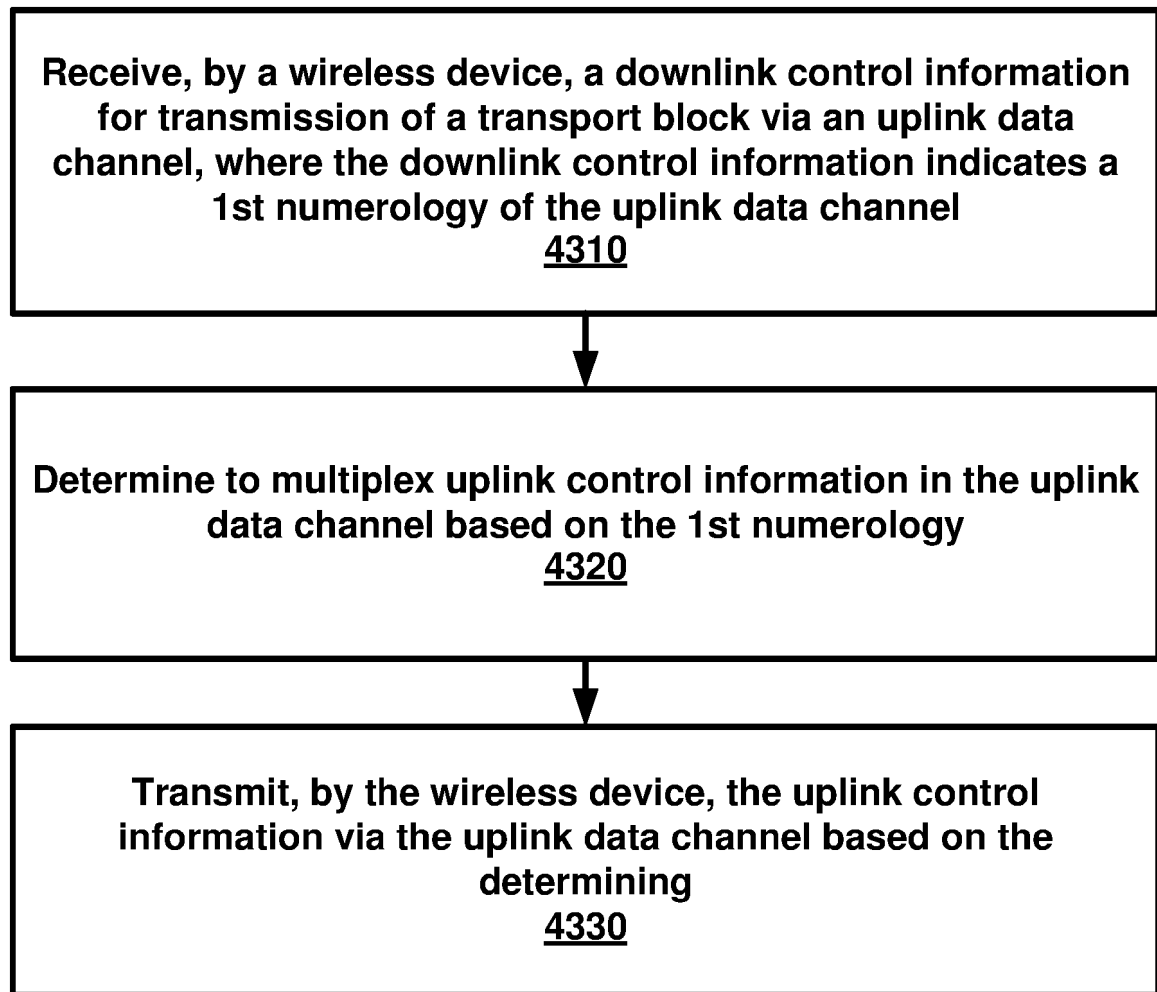 Receive, by a wireless device, a downlink control information
for transmission of a transport block via an uplink data
channel, where the downlink control information indicates a
1st numerology of the uplink data channel
4310
Determine to multiplex uplink control information in the uplink
data channel based on the 1st numerology
4320
Transmit, by the wireless device, the uplink control
information via the uplink data channel based on the
determining
4330